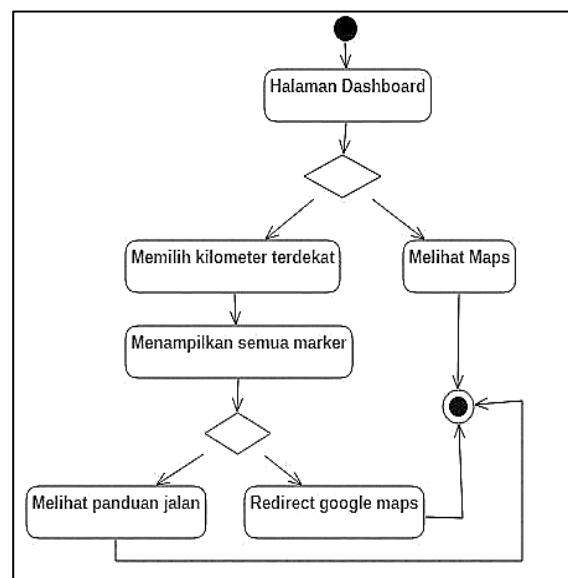 Halaman Dashboard
Memilih kilometer terdekat
Melihat Maps
Menampilkan semua marker
Melihat panduan jalan
Redirect google maps